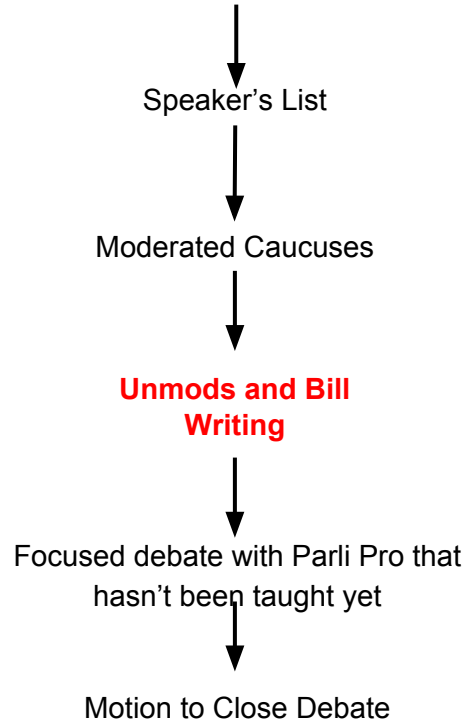 Speaker’s List
Moderated Caucuses
Unmods and Bill
Writing
Focused debate with Parli Pro that
hasn’t been taught yet
Motion to Close Debate